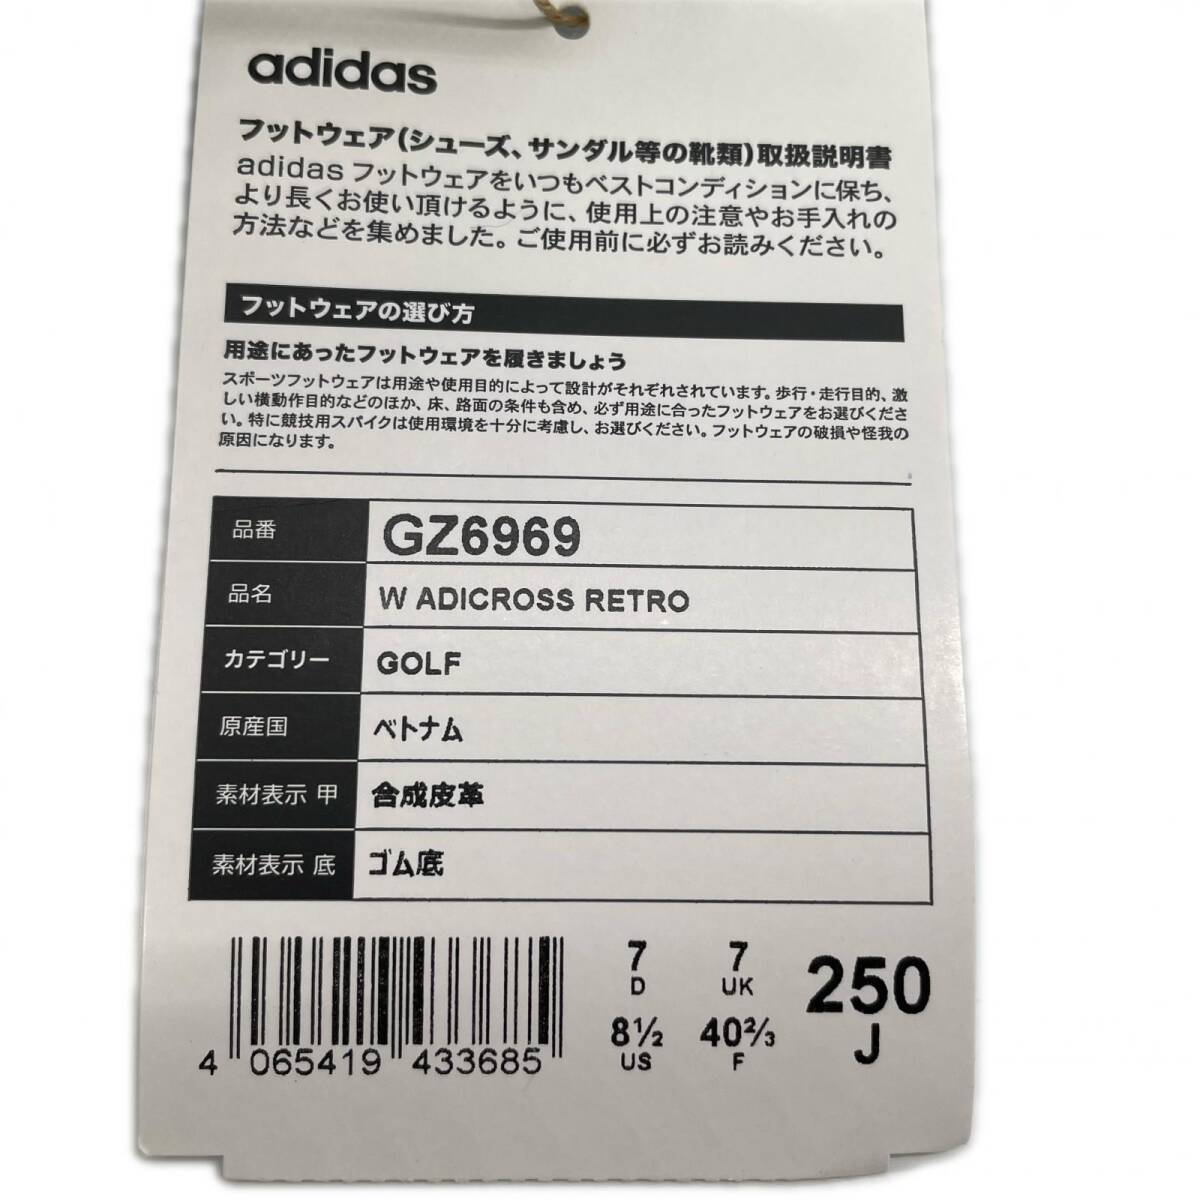 adidas
フットウェア(シューズ、サンダル等の靴類)取扱説明書
adidas フットウェアをいつもベストコンディションに保ち、
より長くお使い頂けるように、使用上の注意やお手入れの
方法などを集めました。ご使用前に必ずお読みください。
フットウェアの選び方
用途にあったフットウェアを履きましょう
スポーツフットウェアは用途や使用目的によって設計がそれぞれされています。歩行・走行目的、激
しい横動作目的などのほか、床、路面の条件も含め、必ず用途に合ったフットウェアをお選びくださ
い。特に競技用スパイクは使用環境を十分に考慮し、お選びください。フットウェアの破損や怪我の
原因になります。
品番 GZ6969
品名 W ADICROSS RETRO
カテゴリー GOLF
原産国 ベトナム
素材表示 甲 合成皮革
素材表示 底 ゴム底
4 065419 433685
7 7 250
D UK J
8½ 40⅔
US F